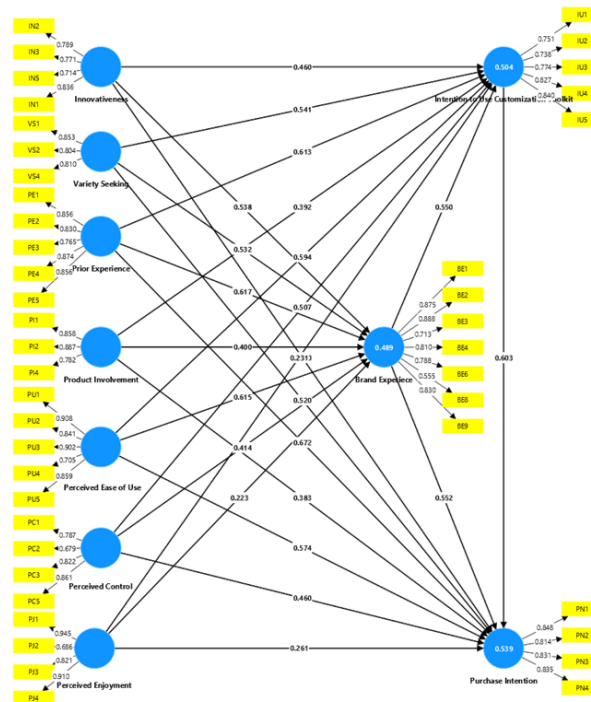 IN2
IN3
IN5
IN1
0.789
0.771
0.714
0.836
Innovativeness
VS1
VS2
VS4
0.853
0.804
0.810
Variety Seeking
PE1
PE2
PE3
PE4
PE5
0.856
0.830
0.765
0.874
0.856
Prior Experience
PI1
PI2
PI4
0.858
0.887
0.782
Product Involvement
PU1
PU2
PU3
PU4
PU5
0.908
0.841
0.902
0.705
0.859
Perceived Ease of Use
PC1
PC2
PC3
PC5
0.787
0.679
0.822
0.861
Perceived Control
PJ1
PJ2
PJ3
PJ4
0.945
0.686
0.821
0.910
Perceived Enjoyment
0.460
0.541
0.613
0.392
0.538
0.532
0.594
0.617
0.507
0.400
0.2313
0.615
0.520
0.414
0.672
0.223
0.383
0.574
0.460
0.261
0.550
0.603
0.552
0.504
IU1
IU2
IU3
IU4
IU5
0.751
0.738
0.774
0.827
0.840
0.489
Brand Experiece
BE1
BE2
BE3
BE4
BE6
BE8
BE9
0.875
0.888
0.713
0.810
0.788
0.555
0.830
0.539
Purchase Intention
PN1
PN2
PN3
PN4
0.848
0.814
0.831
0.835
Intention to Use Customization Toolkit